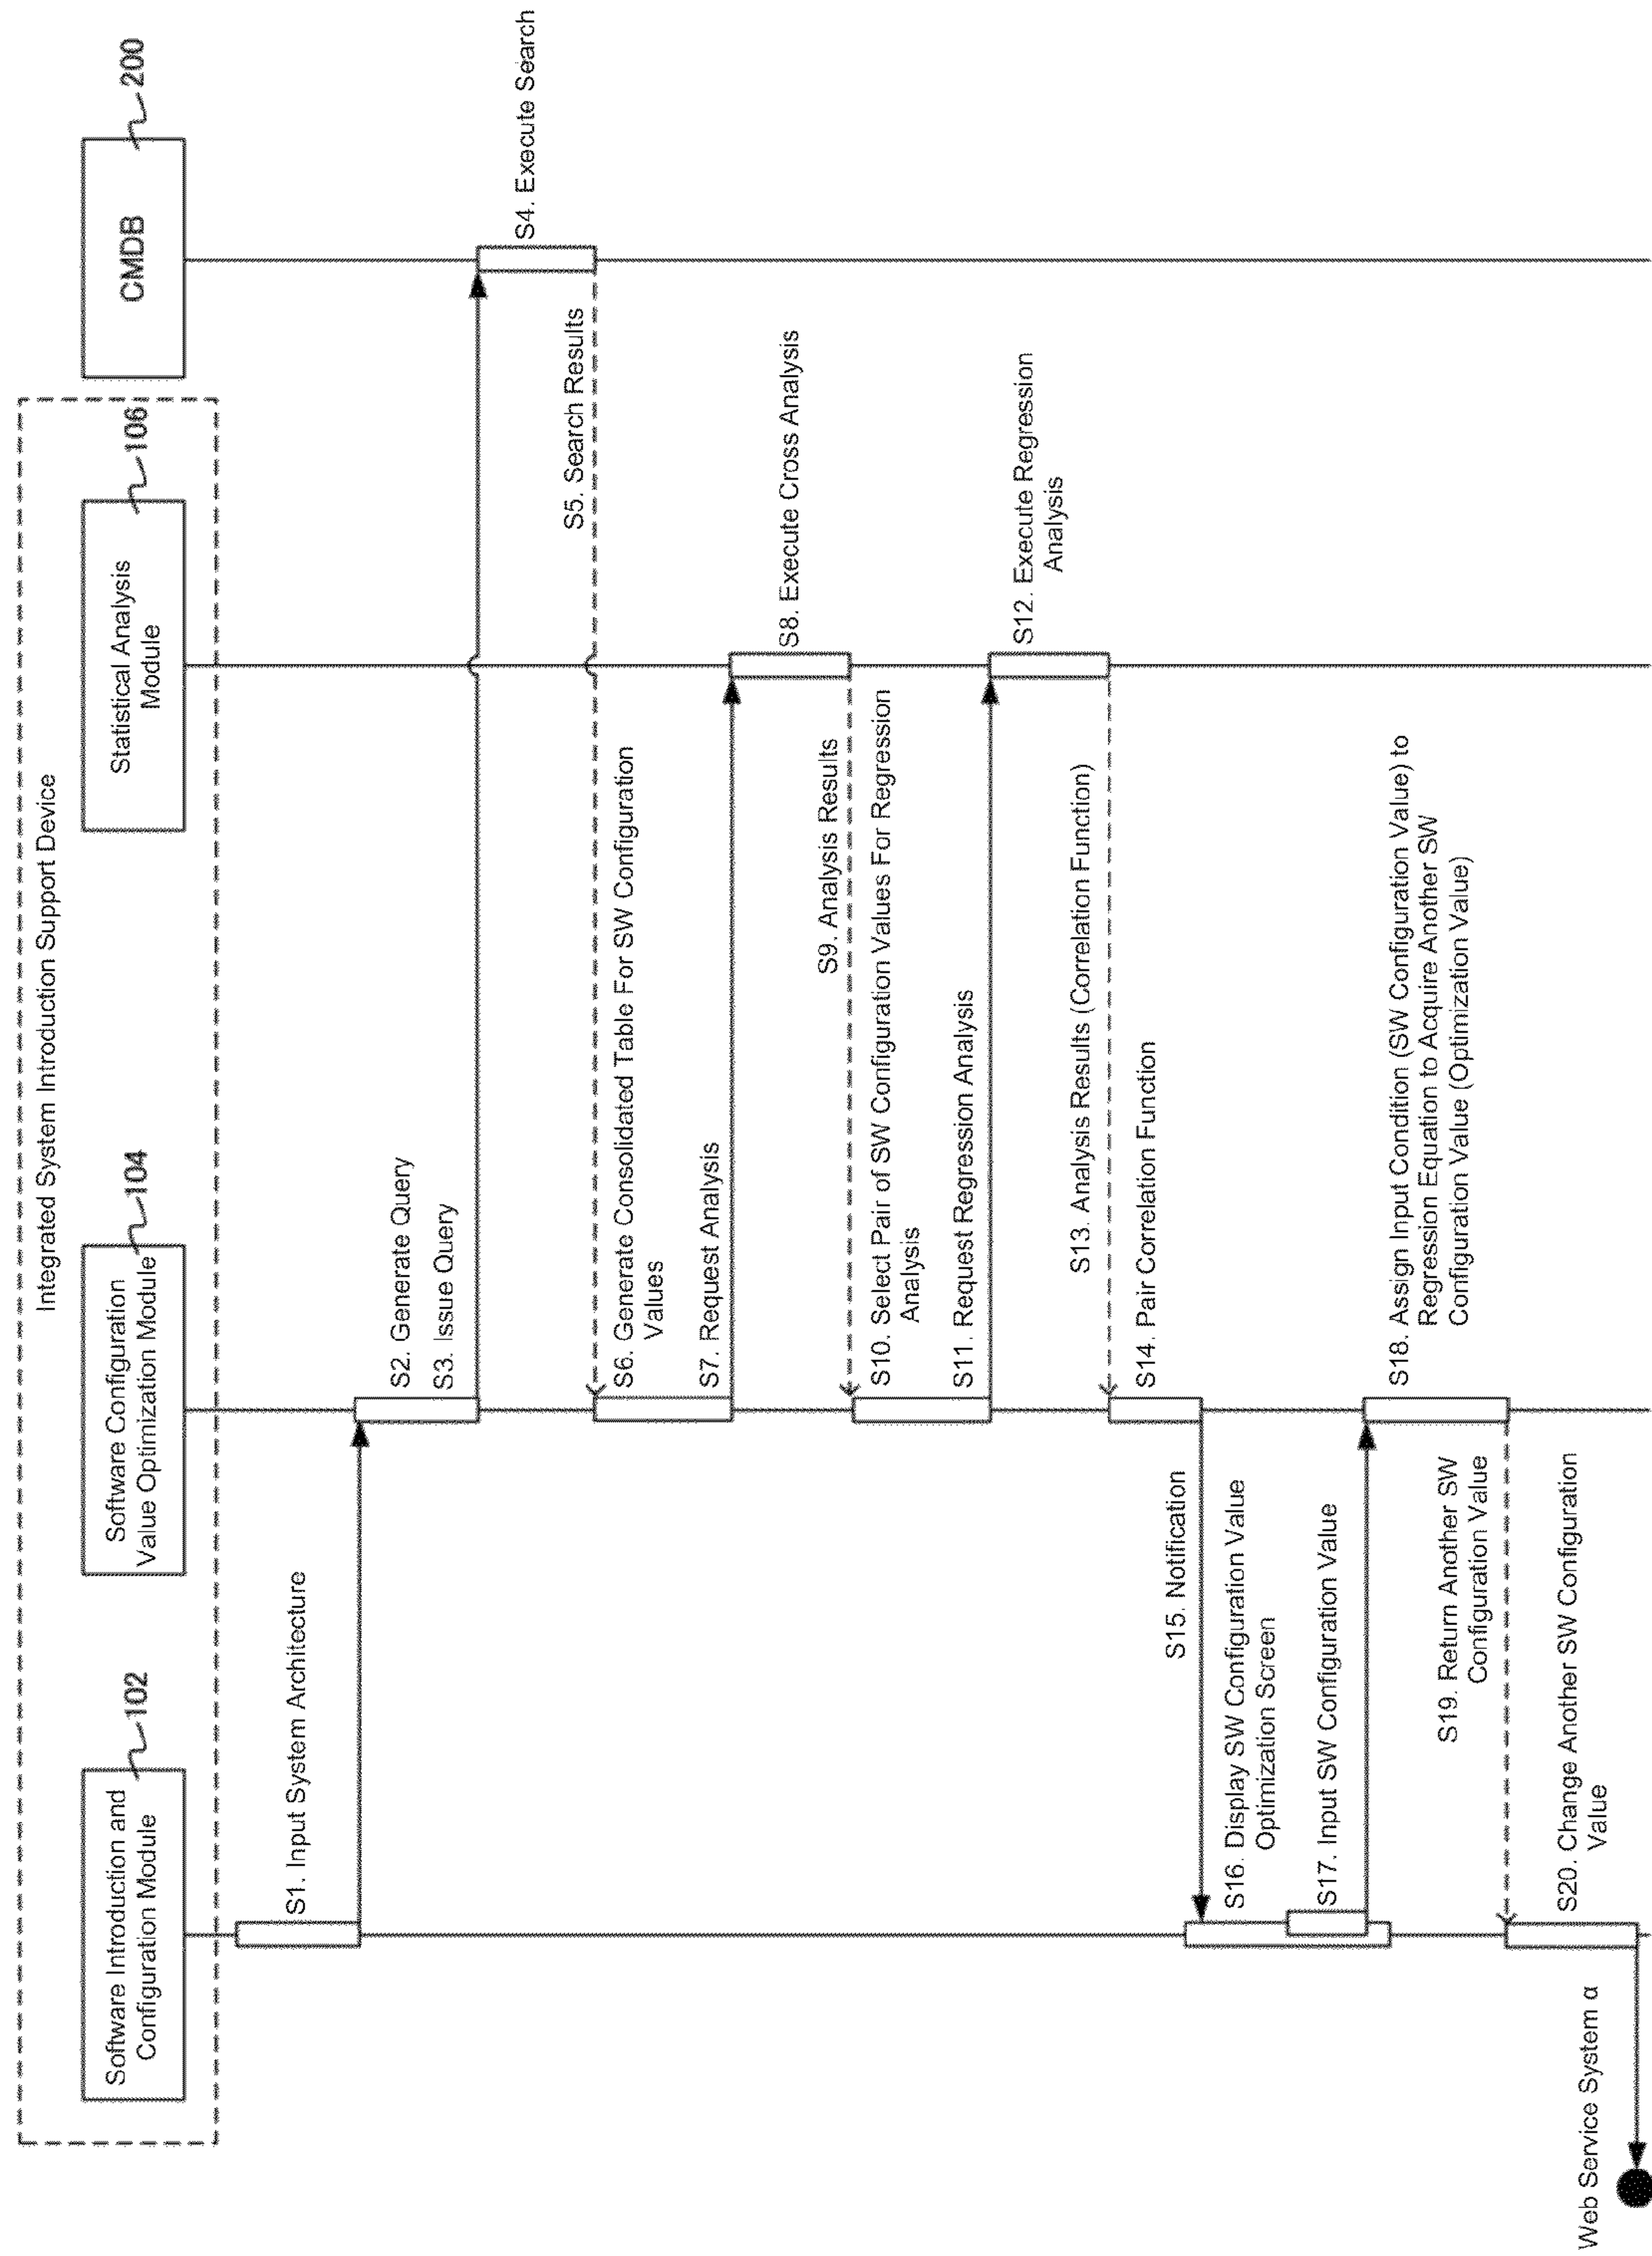 Integrated System Introduction Support Device
Software Introduction and
Configuration Module
102
Software Configuration
Value Optimization Module
104
Statistical Analysis
Module
106
CMDB
200
S1. Input System Architecture
S2. Generate Query
S3. Issue Query
S4. Execute Search
S5. Search Results
S6. Generate Consolidated Table For SW Configuration
Values
S7. Request Analysis
S8. Execute Cross Analysis
S9. Analysis Results
S10. Select Pair of SW Configuration Values For Regression
Analysis
S11. Request Regression Analysis
S12. Execute Regression
Analysis
S13. Analysis Results (Correlation Function)
S14. Pair Correlation Function
S15. Notification
S16. Display SW Configuration Value
Optimization Screen
S17. Input SW Configuration Value
S18. Assign Input Condition (SW Configuration Value) to
Regression Equation to Acquire Another SW
Configuration Value (Optimization Value)
S19. Return Another SW
Configuration Value
S20. Change Another SW Configuration
Value
Web Service System α